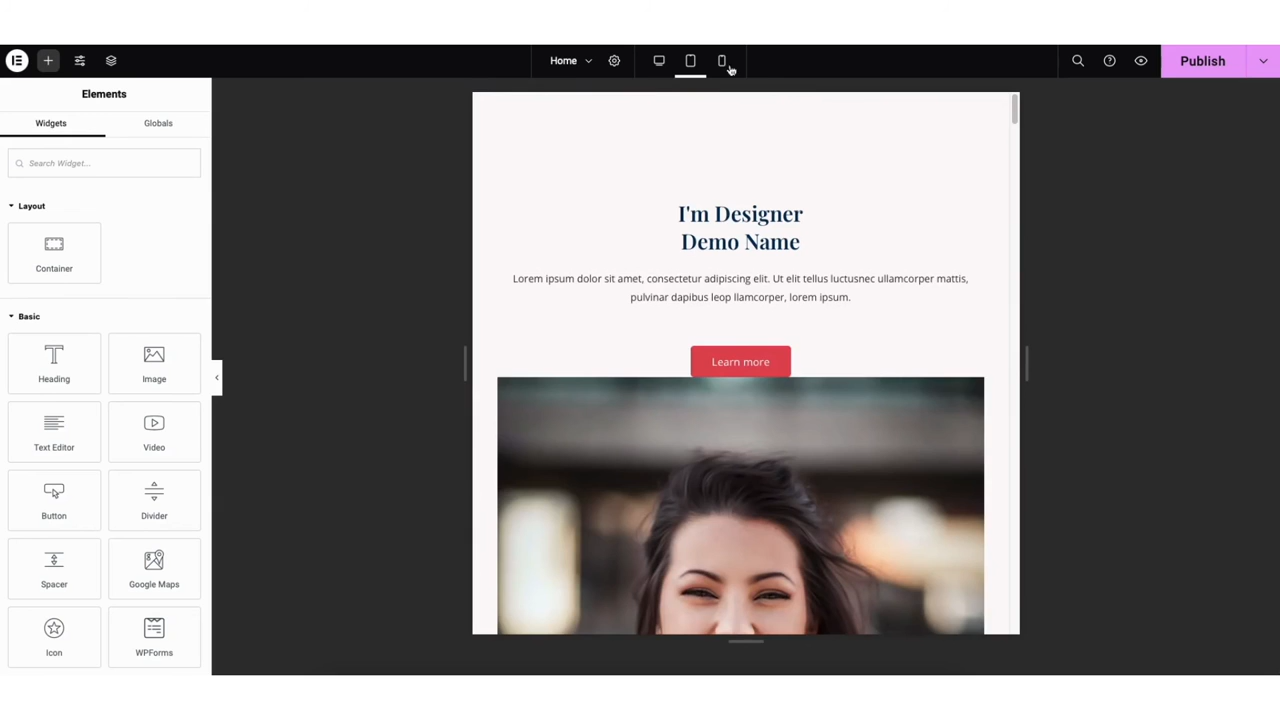 Home
Publish
Elements
Widgets
Globals
Search Widget...
Layout
Container
Basic
Heading
Image
Text Editor
Video
Button
Divider
Spacer
Google Maps
Icon
WPForms
I'm Designer
Demo Name
Lorem ipsum dolor sit amet, consectetur adipiscing elit. Ut elit tellus luctusnec ullamcorper mattis,
pulvinar dapibus leop llamcorper, lorem ipsum.
Learn more